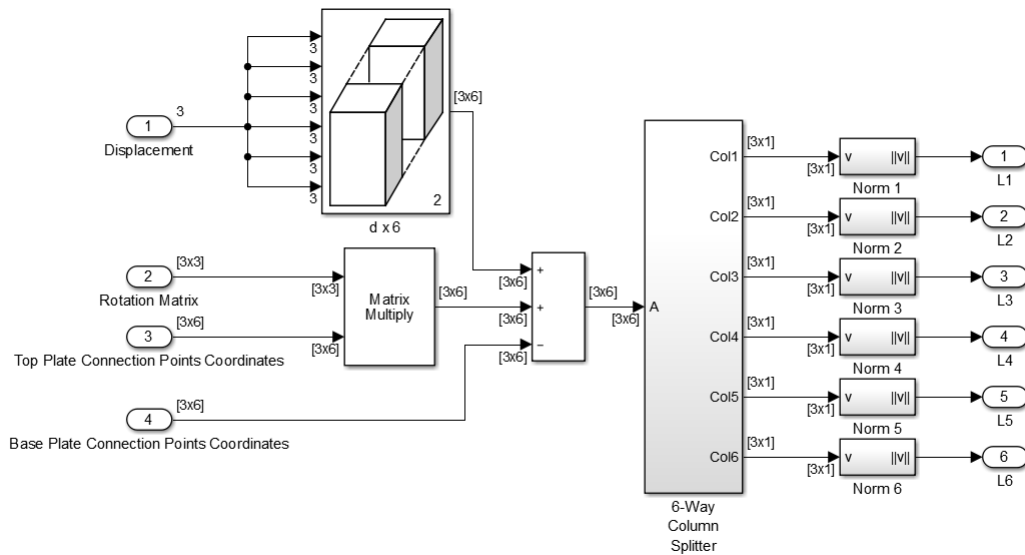 3
3
3
3
3
3
3
1
Displacement
[3x6]
2
d x 6
2
[3x3]
[3x3]
Rotation Matrix
3
[3x6]
[3x6]
Top Plate Connection Points Coordinates
Matrix
Multiply
[3x6]
4
[3x6]
Base Plate Connection Points Coordinates
+
[3x6]
+
[3x6]
−
[3x6]
[3x6]
[3x6]
A
Col1
Col2
Col3
Col4
Col5
Col6
6-Way
Column
Splitter
[3x1]
[3x1]
v
||v||
Norm 1
1
L1
[3x1]
[3x1]
v
||v||
Norm 2
2
L2
[3x1]
[3x1]
v
||v||
Norm 3
3
L3
[3x1]
[3x1]
v
||v||
Norm 4
4
L4
[3x1]
[3x1]
v
||v||
Norm 5
5
L5
[3x1]
[3x1]
v
||v||
Norm 6
6
L6